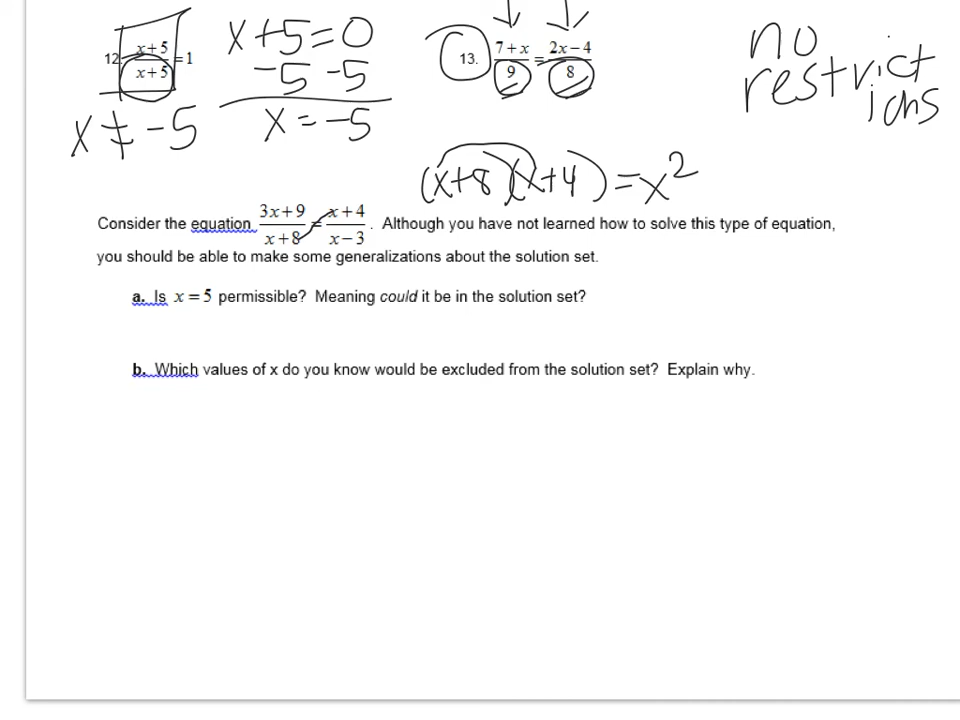 12. x+5/x+5 = 1
x+5=0
-5 -5
x=-5
x≠-5
13. 7+x/9 = 2x-4/8
no
restrict
ions
(x+8)(x+4)=x²
Consider the equation 3x+9/x+8 = x+4/x-3. Although you have not learned how to solve this type of equation,
you should be able to make some generalizations about the solution set.
a. Is x = 5 permissible? Meaning could it be in the solution set?
b. Which values of x do you know would be excluded from the solution set? Explain why.